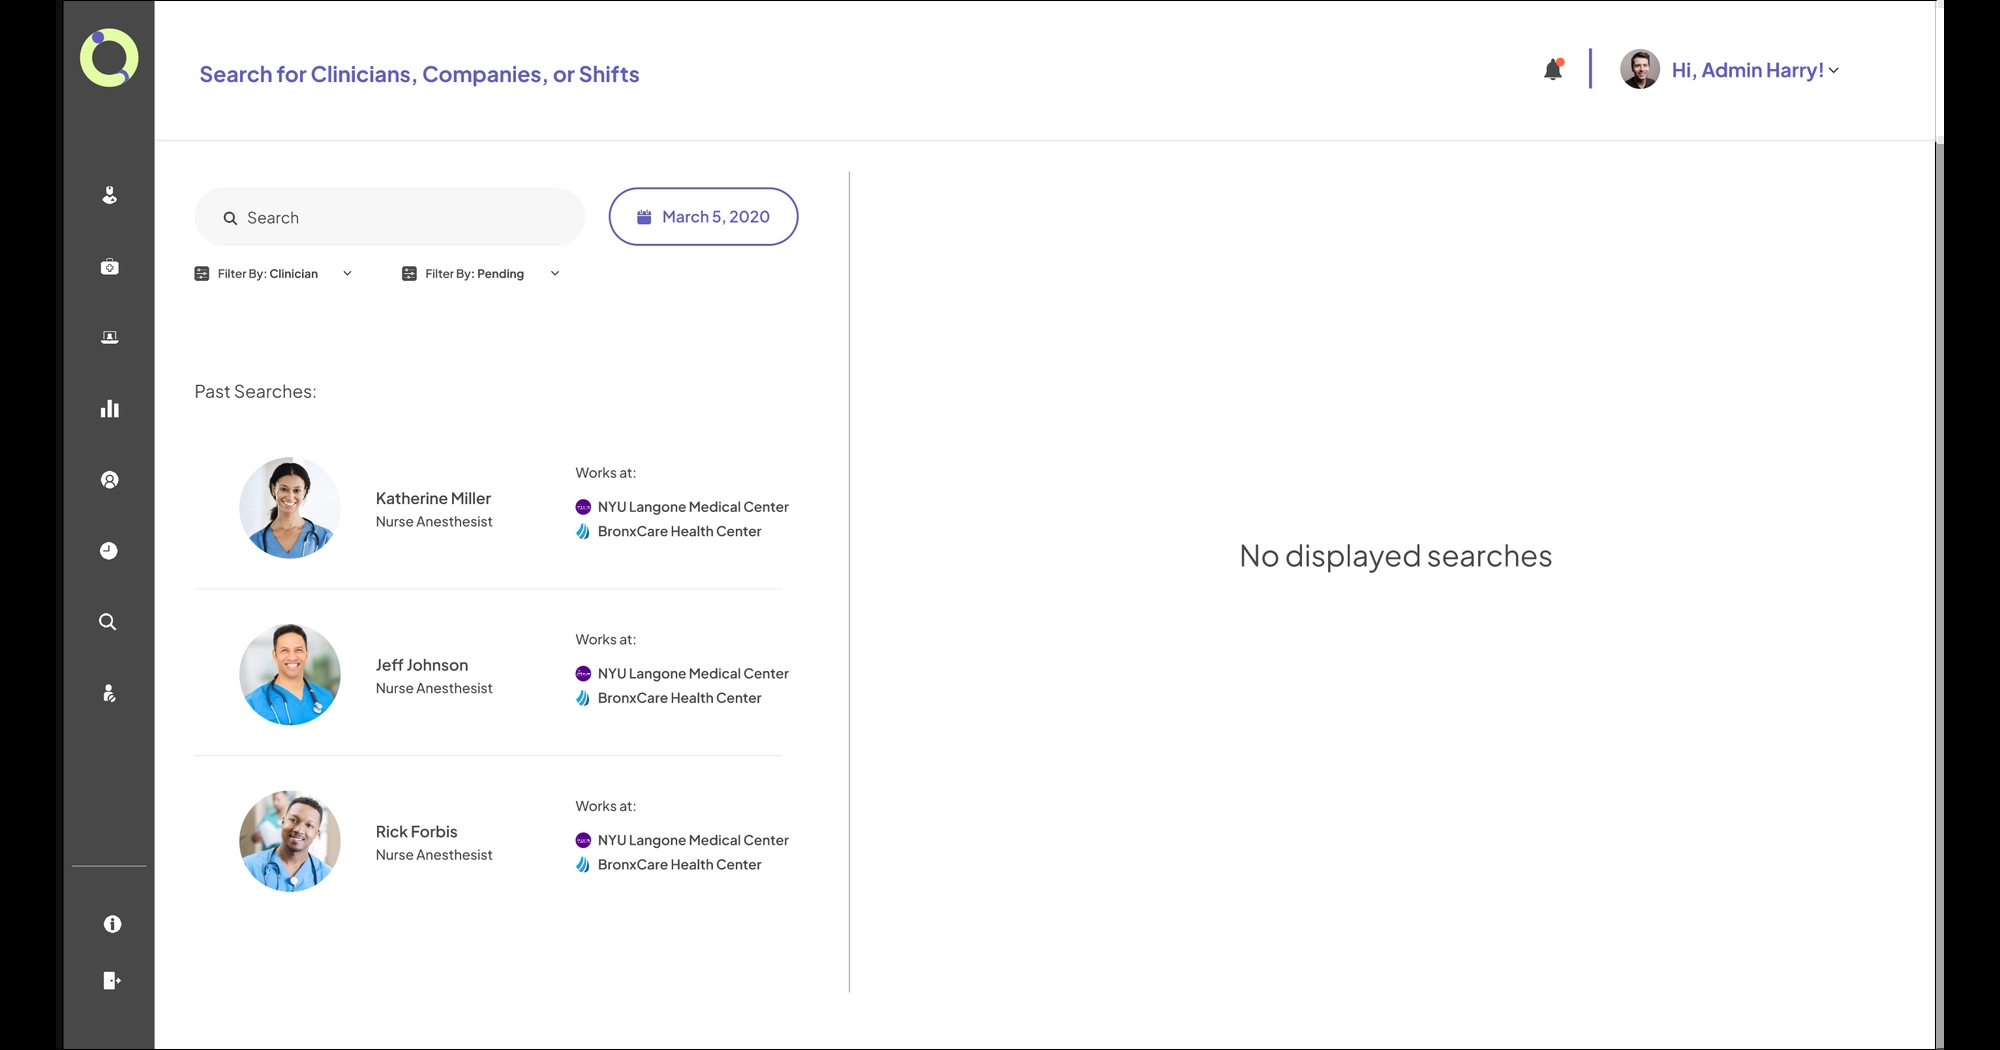 Search for Clinicians, Companies, or Shifts
Hi, Admin Harry!
Search
March 5, 2020
Filter By: Clinician
Filter By: Pending
Past Searches:
Katherine Miller
Nurse Anesthesist
Works at:
NYU Langone Medical Center
BronxCare Health Center
Jeff Johnson
Nurse Anesthesist
Works at:
NYU Langone Medical Center
BronxCare Health Center
Rick Forbis
Nurse Anesthesist
Works at:
NYU Langone Medical Center
BronxCare Health Center
No displayed searches